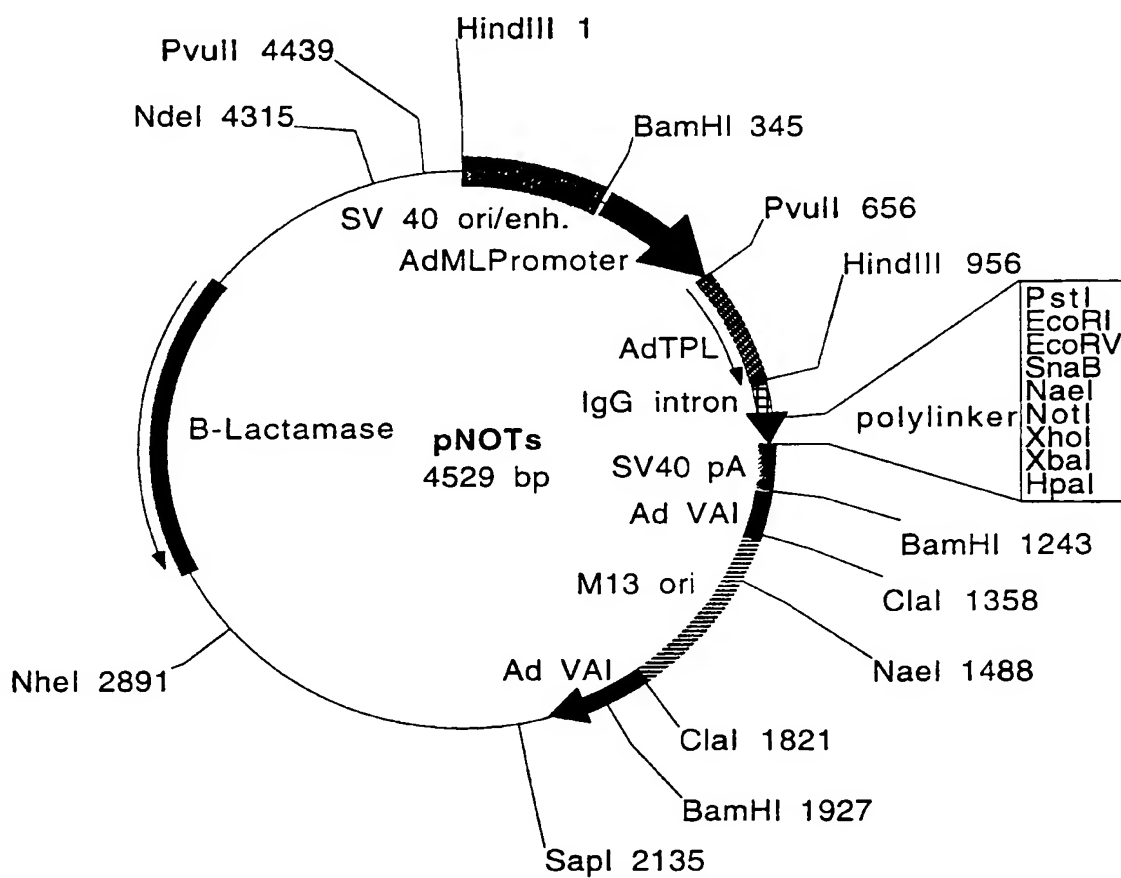 HindIII 1
PvuII 4439
NdeI 4315
BamHI 345
SV 40 ori/enh.
PvuII 656
AdMLPromoter
HindIII 956
PstI
EcoRI
EcoRV
SnaB
NaeI
NotI
XhoI
XbaI
HpaI
AdTPL
IgG intron
polylinker
B-Lactamase
pNOTs
4529 bp
SV40 pA
Ad VAI
BamHI 1243
M13 ori
ClaI 1358
NheI 2891
Ad VAI
NaeI 1488
ClaI 1821
BamHI 1927
SapI 2135